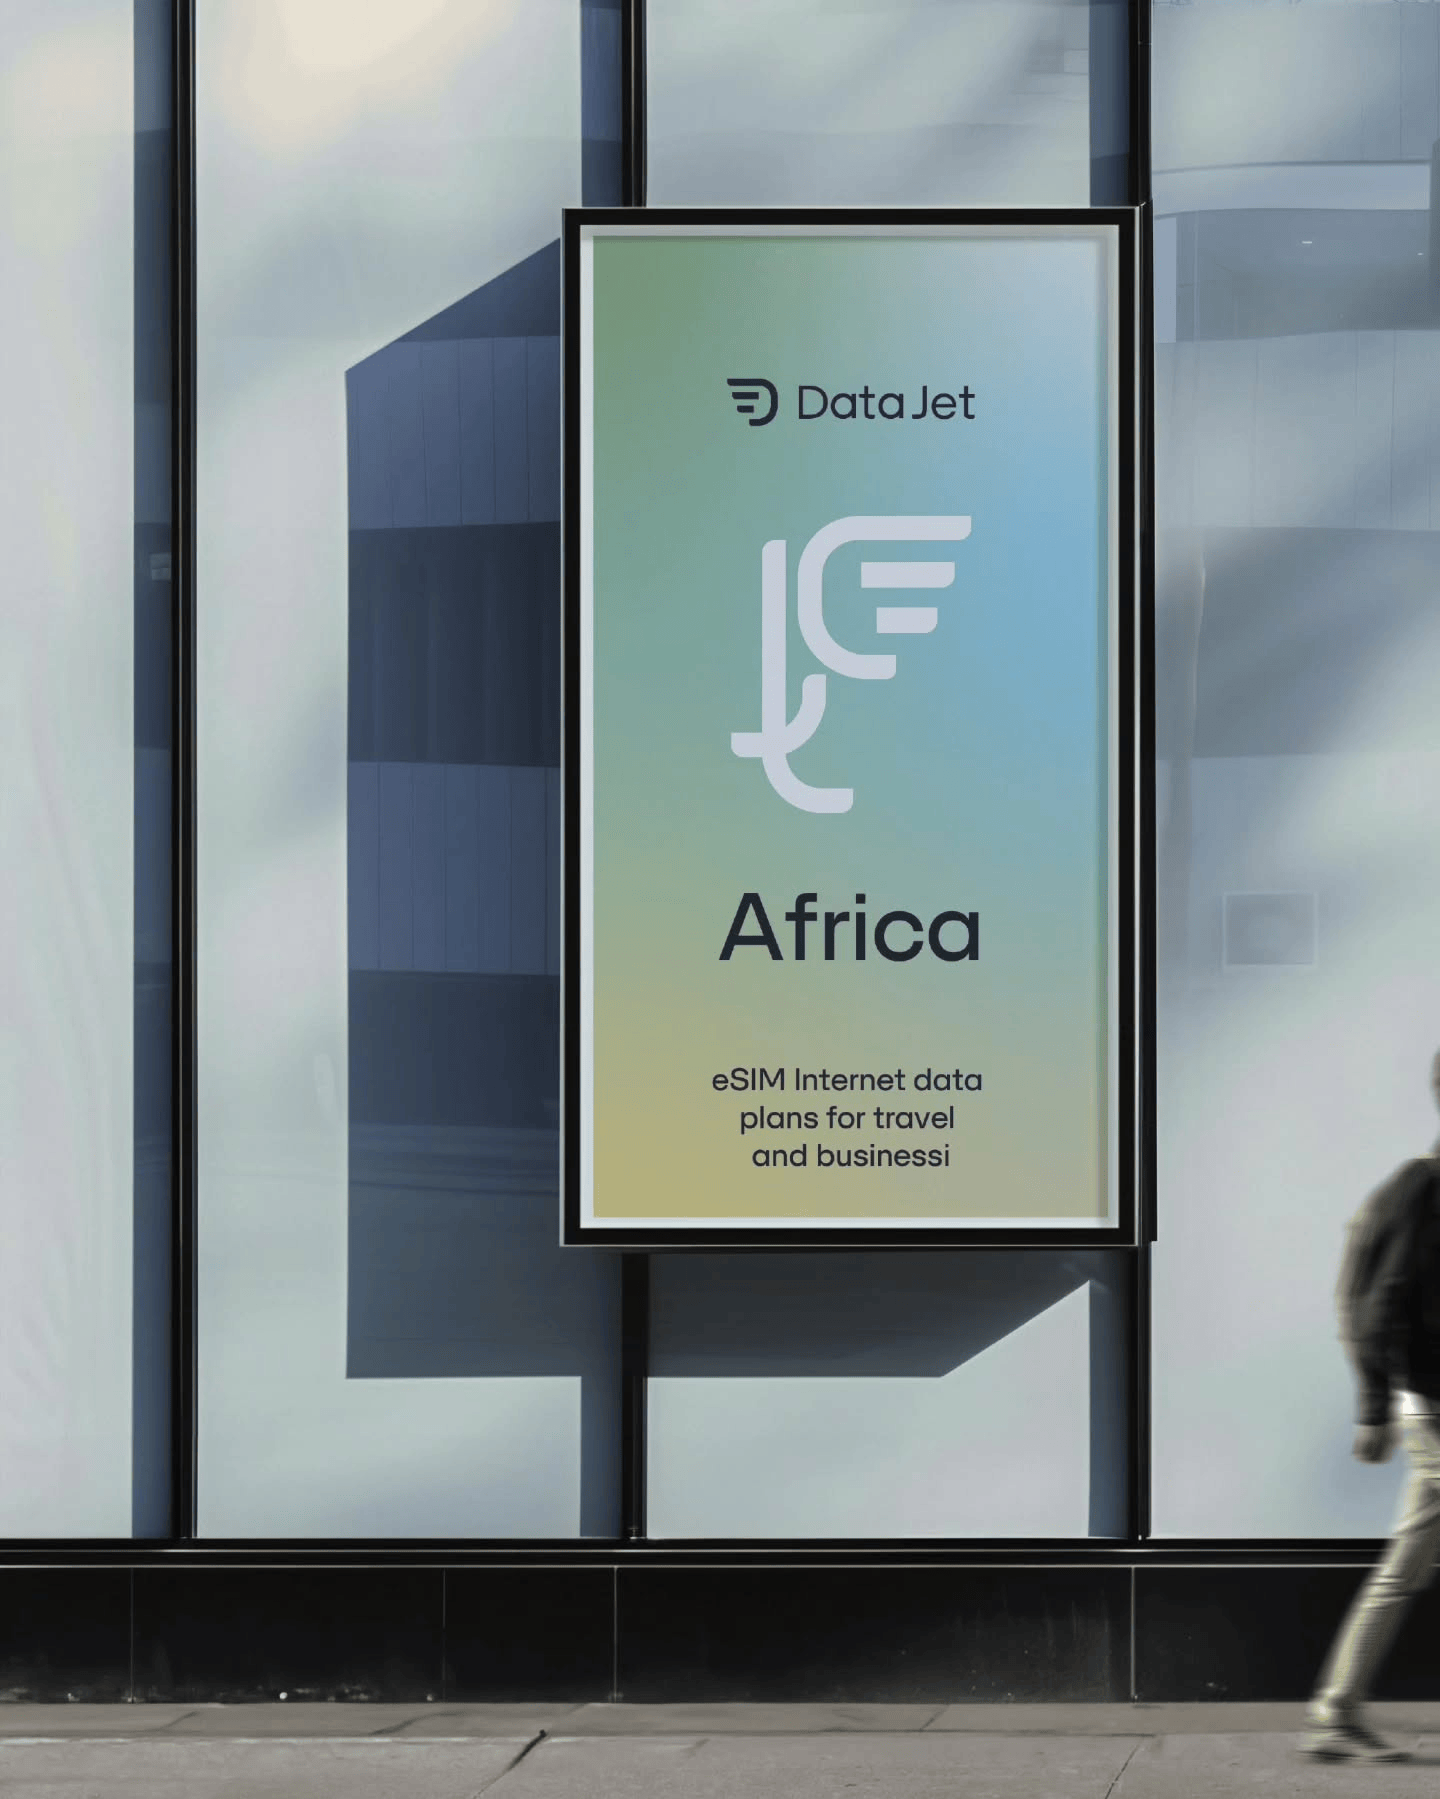 Data Jet
Africa
eSIM Internet data
plans for travel
and businessi